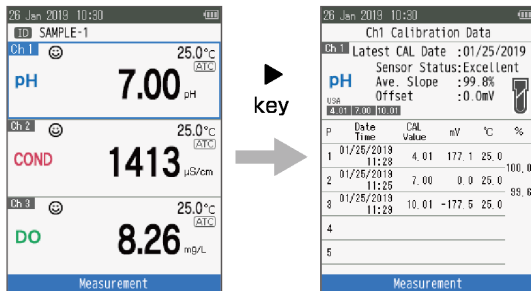 26 Jan 2019 10:30
ID SAMPLE-1
Ch 1 25.0°C
ATC
pH 7.00 pH
Ch 2 25.0°C
ATC
COND 1413 µS/cm
Ch 3 25.0°C
ATC
DO 8.26 mg/L
Measurement
▶
key
26 Jan 2019 10:30
Ch1 Calibration Data
Ch 1 Latest CAL Date :01/25/2019
Sensor Status:Excellent
pH Ave. Slope :99.8%
USA Offset :0.0mV
4.01 7.00 10.01
P Date Time CAL Value mV °C %
1 01/25/2019 11:28 4.01 177.1 25.0
100.0
2 01/25/2019 11:25 7.00 0.0 25.0
99.6
3 01/25/2019 11:29 10.01 -177.5 25.0
4
5
Measurement